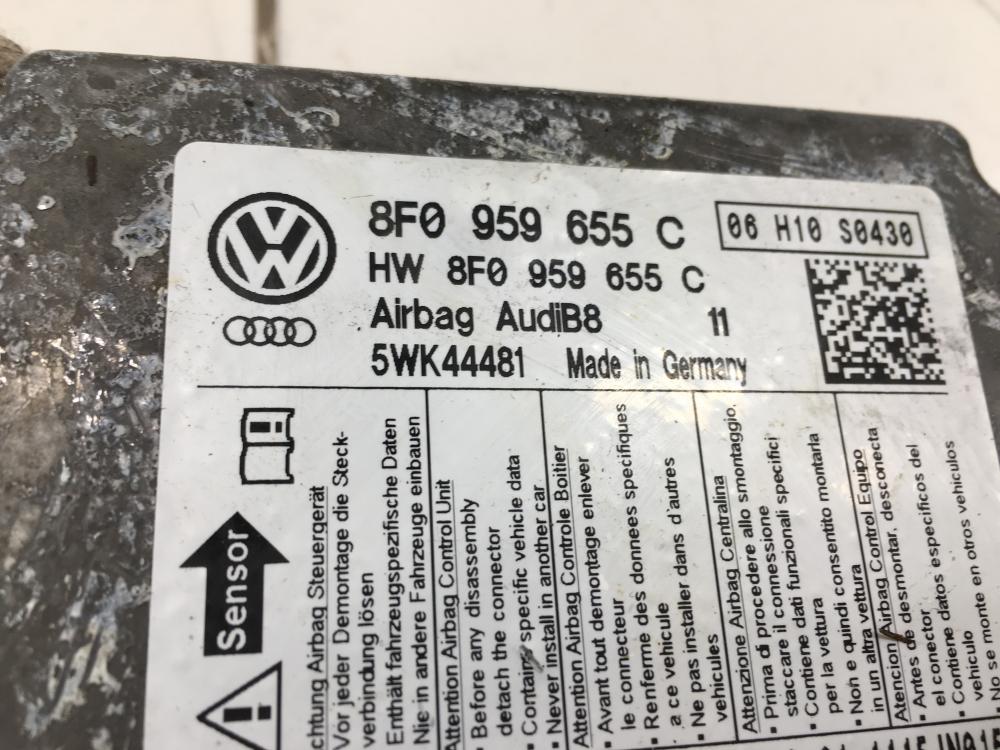 8F0 959 655 C
06 H10 S0430
HW 8F0 959 655 C
Airbag AudiB8 11
5WK44481 Made in Germany
Sensor
chtung Airbag Steuergerät
Vor jeder Demontage die Steck-
verbindung lösen
Enthält fahrzeugspezifische Daten
Nie in andere Fahrzeuge einbauen
Attention Airbag Control Unit
• Before any disassembly
detach the connector
• Contains specific vehicle data
• Never install in another car
Attention Airbag Controle Boitier
• Avant tout demontage enlever
le connecteur
• Renferme des donnees specifiques
a ce vehicule
• Ne pas installer dans d'autres
vehicules
Attenzione Airbag Centralina
• Prima di procedere allo smontaggio,
staccare il connessione
• Contiene dati funzionali specifici
per la vettura
• Non e quindi consentito montarla
in un altra vettura
Atencion Airbag Control Equipo
• Antes de desmontar, desconecta
el conector
• Contiene datos especificos del
vehiculo
• No se monte en otros vehiculos